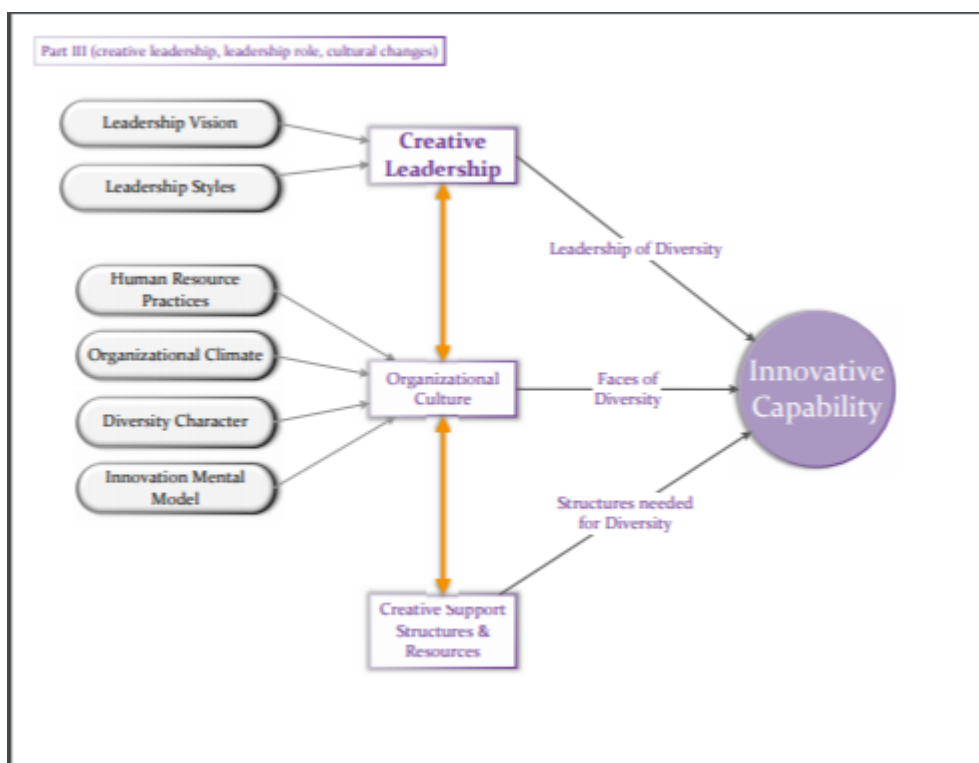 Part III (creative leadership, leadership role, cultural changes)
Leadership Vision
Leadership Styles
Creative
Leadership
Leadership of Diversity
Human Resource
Practices
Organizational Climate
Diversity Character
Innovation Mental
Model
Organizational
Culture
Faces of
Diversity
Innovative
Capability
Structures needed
for Diversity
Creative Support
Structures &
Resources